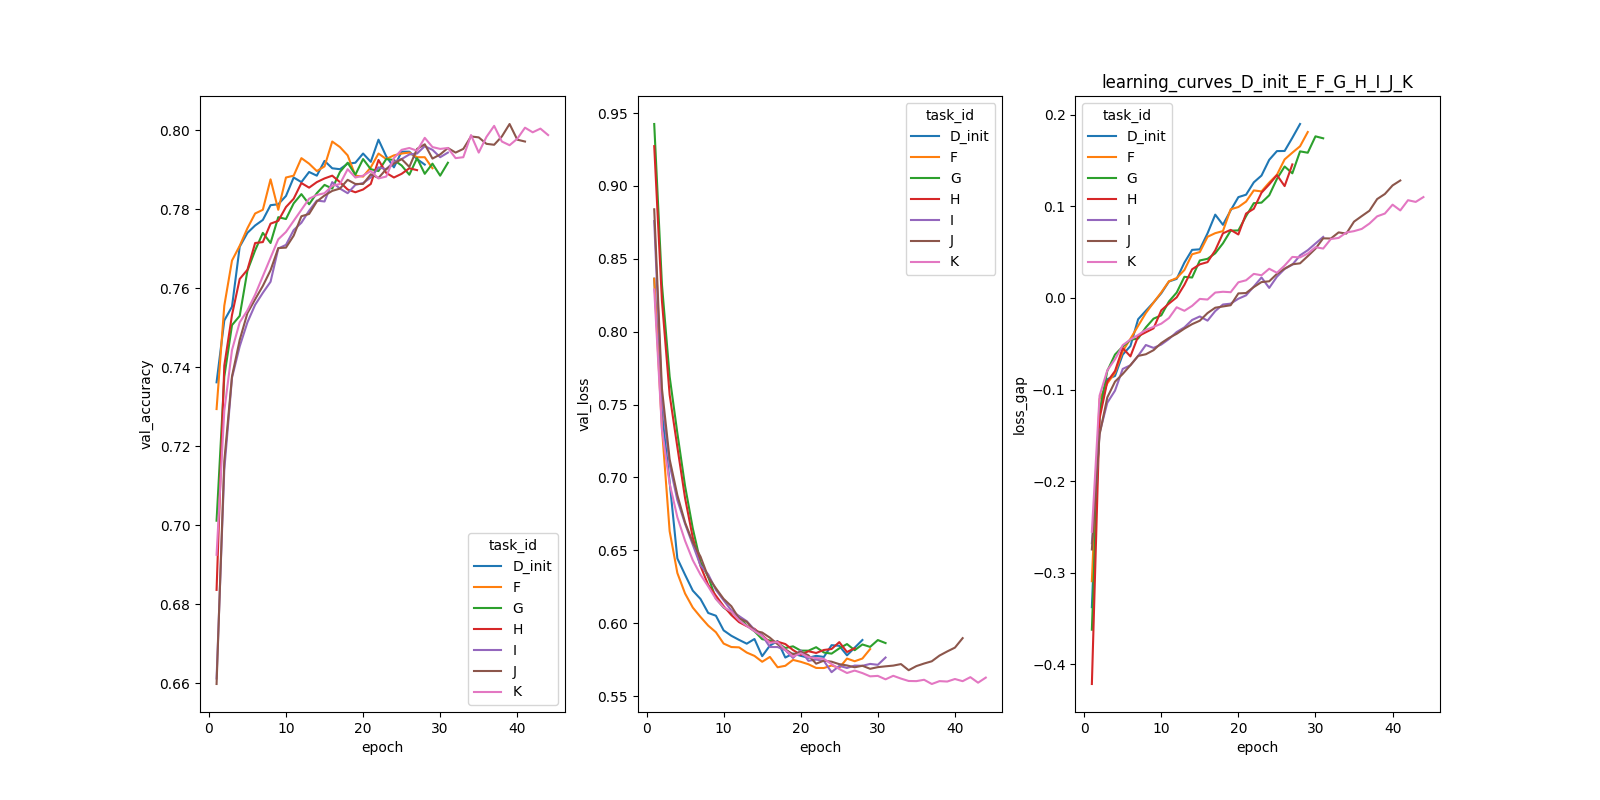 learning_curves_D_init_E_F_G_H_I_J_K
val_accuracy
0.80
0.78
0.76
0.74
0.72
0.70
0.68
0.66
0 10 20 30 40
epoch
task_id
D_init
F
G
H
I
J
K
val_loss
0.95
0.90
0.85
0.80
0.75
0.70
0.65
0.60
0.55
0 10 20 30 40
epoch
task_id
D_init
F
G
H
I
J
K
loss_gap
0.2
0.1
0.0
−0.1
−0.2
−0.3
−0.4
0 10 20 30 40
epoch
task_id
D_init
F
G
H
I
J
K